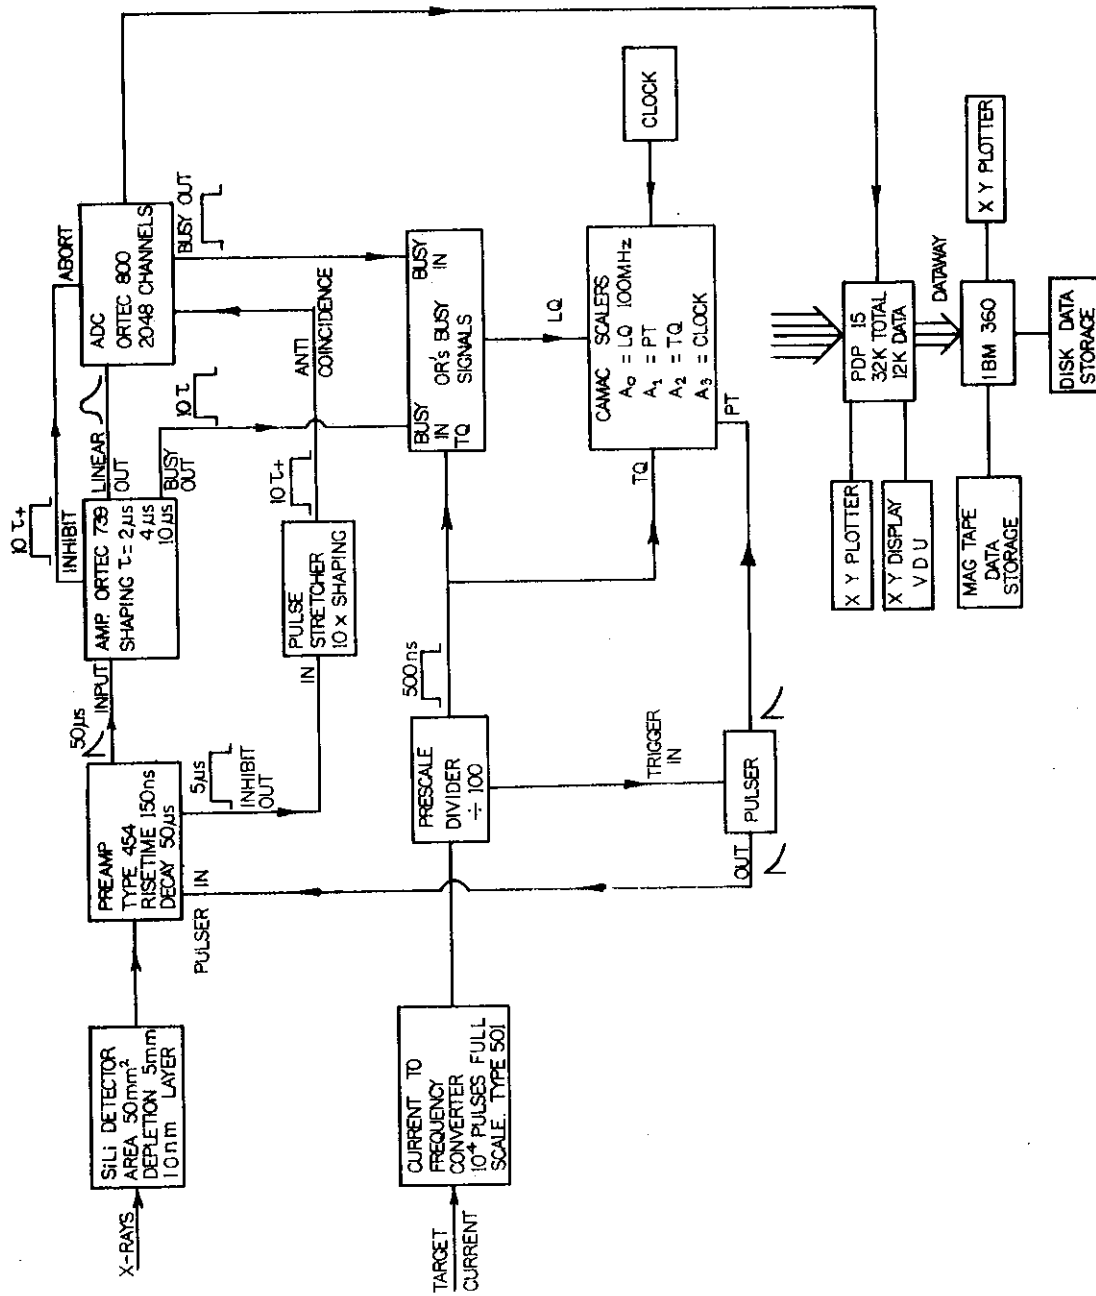 X-RAYS
SiLi DETECTOR
AREA 50mm²
DEPLETION 5mm
10nm LAYER
PREAMP
TYPE 454
RISETIME 150ns
DECAY 50µs
PULSER IN
50µs
INPUT
5µs
INHIBIT
OUT
AMP. ORTEC 739
SHAPING τ = 2µs
4µs
10µs
INHIBIT
10 τ+
LINEAR
OUT
BUSY
OUT
10 τ
ABORT
ADC
ORTEC 800
2048 CHANNELS
BUSY OUT
ANTI
COINCIDENCE
IN
PULSE
STRETCHER
10 x SHAPING
10 τ+
TARGET
CURRENT
CURRENT TO
FREQUENCY
CONVERTER
10⁴ PULSES FULL
SCALE. TYPE 501
PRESCALE
DIVIDER
÷ 100
500ns
TRIGGER
IN
BUSY
IN
TQ
OR's BUSY
SIGNALS
BUSY
IN
LQ
TQ
CAMAC SCALERS
A₀ = LQ 100MHz
A₁ = PT
A₂ = TQ
A₃ = CLOCK
CLOCK
PT
OUT
PULSER
PDP 15
32K TOTAL
12K DATA
DATAWAY
X Y PLOTTER
X Y DISPLAY
V D U
IBM 360
X Y PLOTTER
MAG TAPE
DATA
STORAGE
DISK DATA
STORAGE